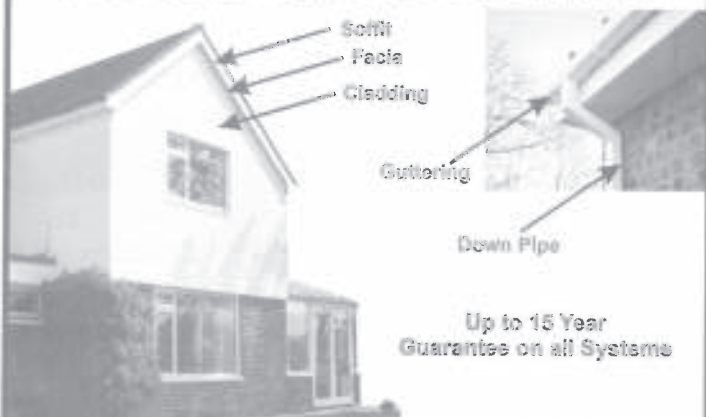 Soffit
Facia
Cladding
Guttering
Down Pipe
Up to 15 Year
Guarantee on all Systems